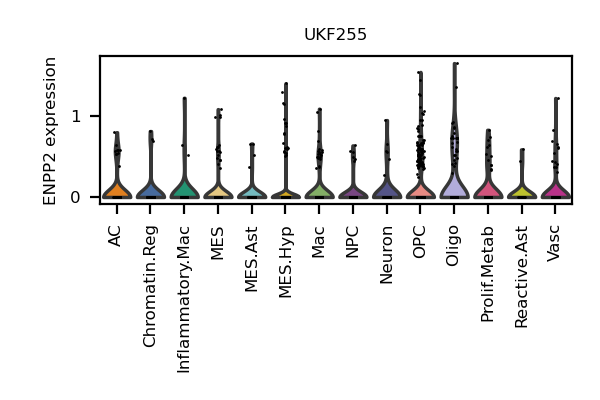 UKF255
ENPP2 expression
1
0
AC
Chromatin.Reg
Inflammatory.Mac
MES
MES.Ast
MES.Hyp
Mac
NPC
Neuron
OPC
Oligo
Prolif.Metab
Reactive.Ast
Vasc